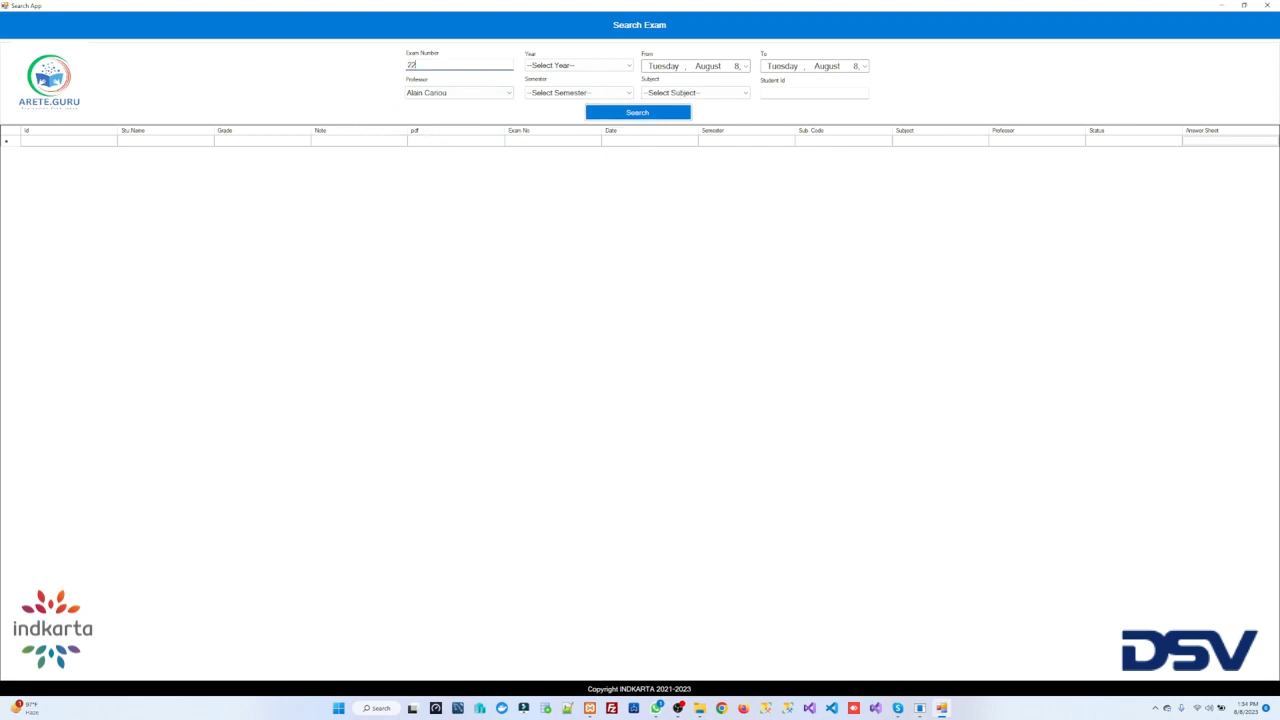 Search App
Search Exam
Exam Number
Year
From
To
22
--Select Year--
Tuesday , August 8,
Tuesday , August 8,
Professor
Semester
Subject
Student Id
Alain Cariou
--Select Semester--
--Select Subject--
ARETE.GURU
Search
Id Stu.Name Grade Note pdf Exam No Date Semester Sub. Code Subject Professor Status Answer Sheet
indkarta
DSV
Copyright INDKARTA 2021-2023
97°F
Haze
Search
1:34 PM
8/8/2023